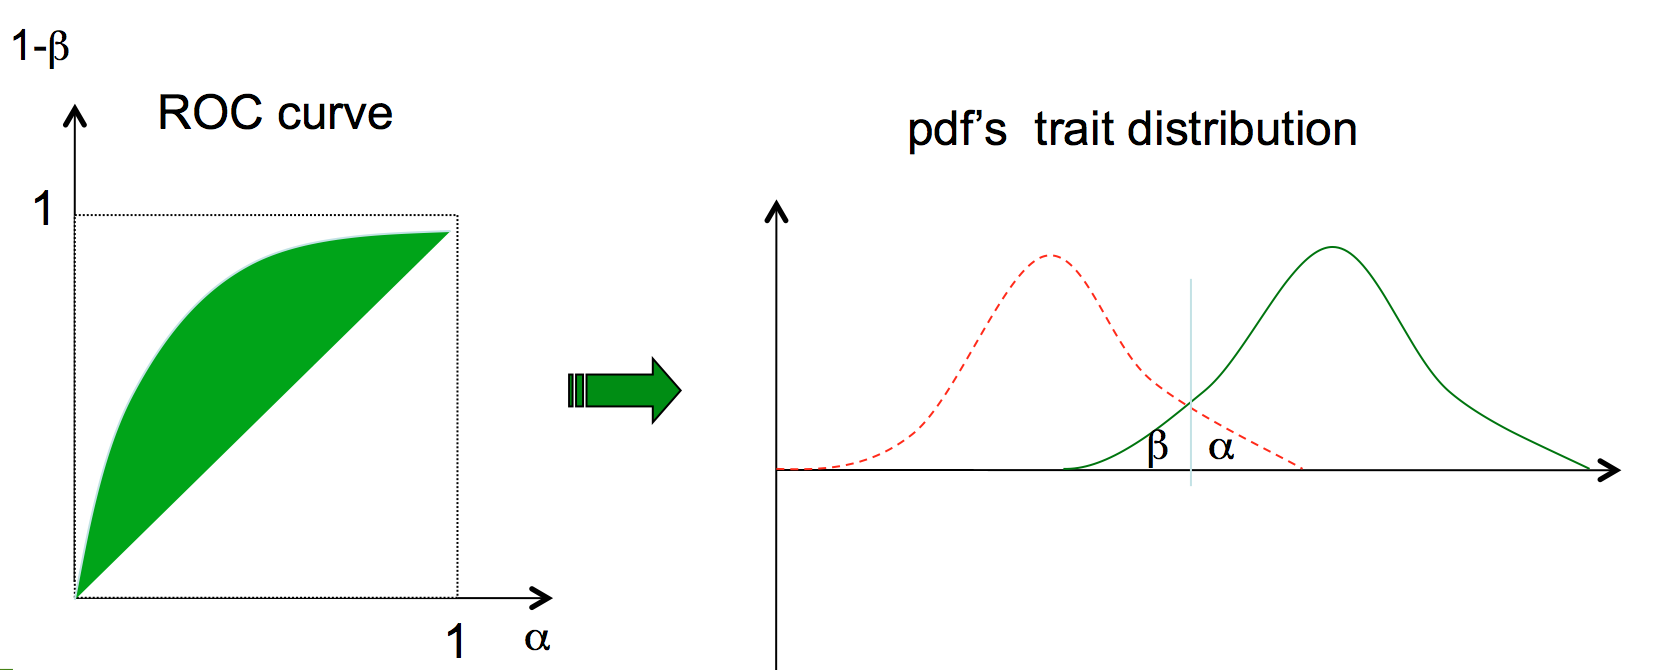 1-β
ROC curve
1
1
α
pdf’s  trait distribution
β
α